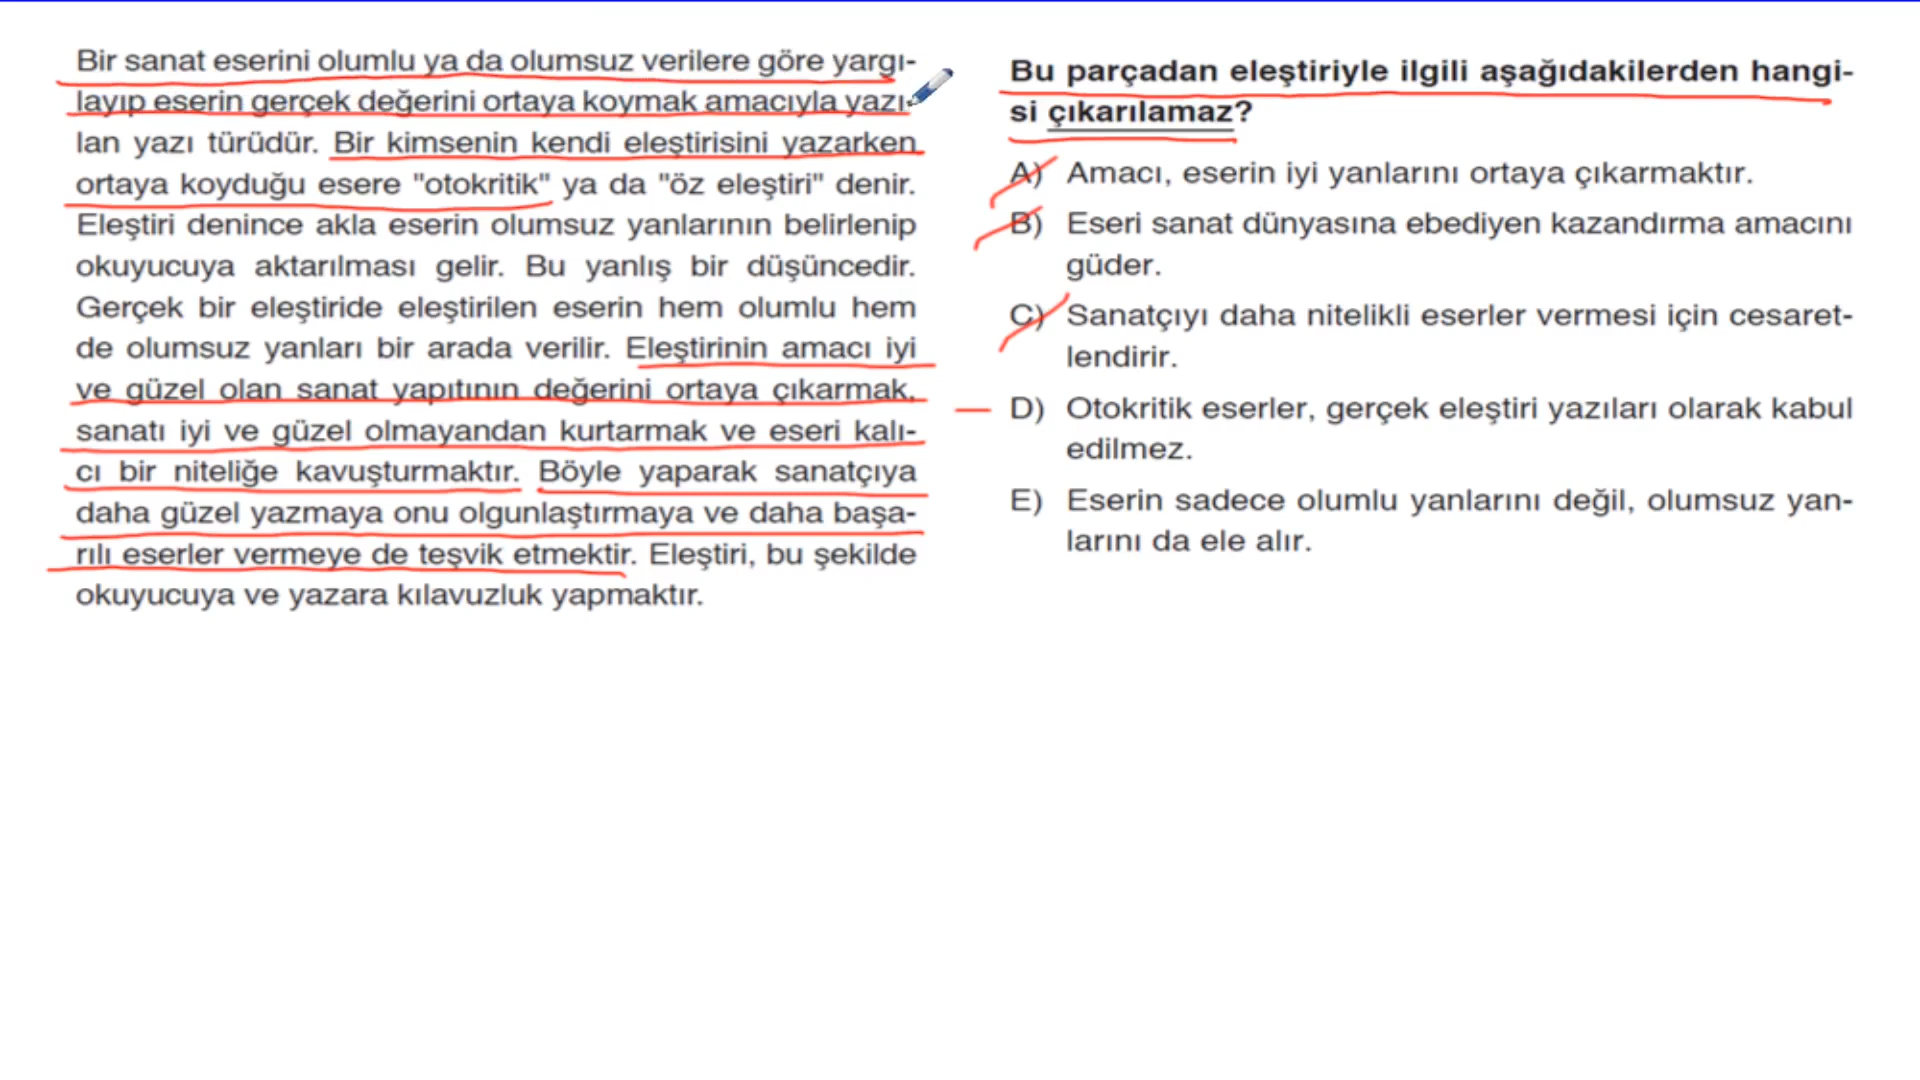 Bir sanat eserini olumlu ya da olumsuz verilere göre yargı-
layıp eserin gerçek değerini ortaya koymak amacıyla yazı-
lan yazı türüdür. Bir kimsenin kendi eleştirisini yazarken
ortaya koyduğu esere "otokritik" ya da "öz eleştiri" denir.
Eleştiri denince akla eserin olumsuz yanlarının belirlenip
okuyucuya aktarılması gelir. Bu yanlış bir düşüncedir.
Gerçek bir eleştiride eleştirilen eserin hem olumlu hem
de olumsuz yanları bir arada verilir. Eleştirinin amacı iyi
ve güzel olan sanat yapıtının değerini ortaya çıkarmak,
sanatı iyi ve güzel olmayandan kurtarmak ve eseri kalı-
cı bir niteliğe kavuşturmaktır. Böyle yaparak sanatçıya
daha güzel yazmaya onu olgunlaştırmaya ve daha başa-
rılı eserler vermeye de teşvik etmektir. Eleştiri, bu şekilde
okuyucuya ve yazara kılavuzluk yapmaktır.
Bu parçadan eleştiriyle ilgili aşağıdakilerden hangi-
si çıkarılamaz?
A) Amacı, eserin iyi yanlarını ortaya çıkarmaktır.
B) Eseri sanat dünyasına ebediyen kazandırma amacını
güder.
C) Sanatçıyı daha nitelikli eserler vermesi için cesaret-
lendirir.
D) Otokritik eserler, gerçek eleştiri yazıları olarak kabul
edilmez.
E) Eserin sadece olumlu yanlarını değil, olumsuz yan-
larını da ele alır.